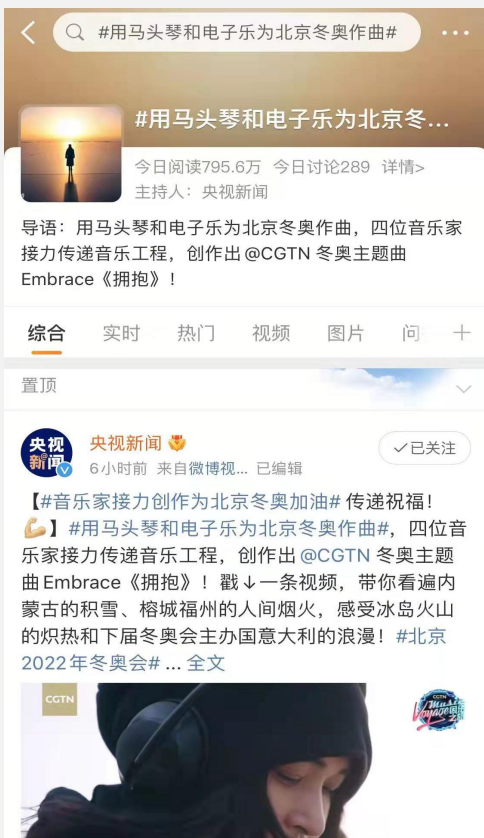 #用马头琴和电子乐为北京冬奥作曲#
#用马头琴和电子乐为北京冬...
今日阅读795.6万 今日讨论289 详情>
主持人：央视新闻
导语：用马头琴和电子乐为北京冬奥作曲，四位音乐家
接力传递音乐工程，创作出@CGTN 冬奥主题曲
Embrace《拥抱》！
综合 实时 热门 视频 图片 问
置顶
央视
新闻
央视新闻
6小时前 来自微博视... 已编辑
已关注
【#音乐家接力创作为北京冬奥加油# 传递祝福！
】#用马头琴和电子乐为北京冬奥作曲#，四位音
乐家接力传递音乐工程，创作出@CGTN 冬奥主题
曲Embrace《拥抱》！戳↓一条视频，带你看遍内
蒙古的积雪、榕城福州的人间烟火，感受冰岛火山
的炽热和下届冬奥会主办国意大利的浪漫！#北京
2022年冬奥会# ... 全文
CGTN
CGTN
Music
Voyage